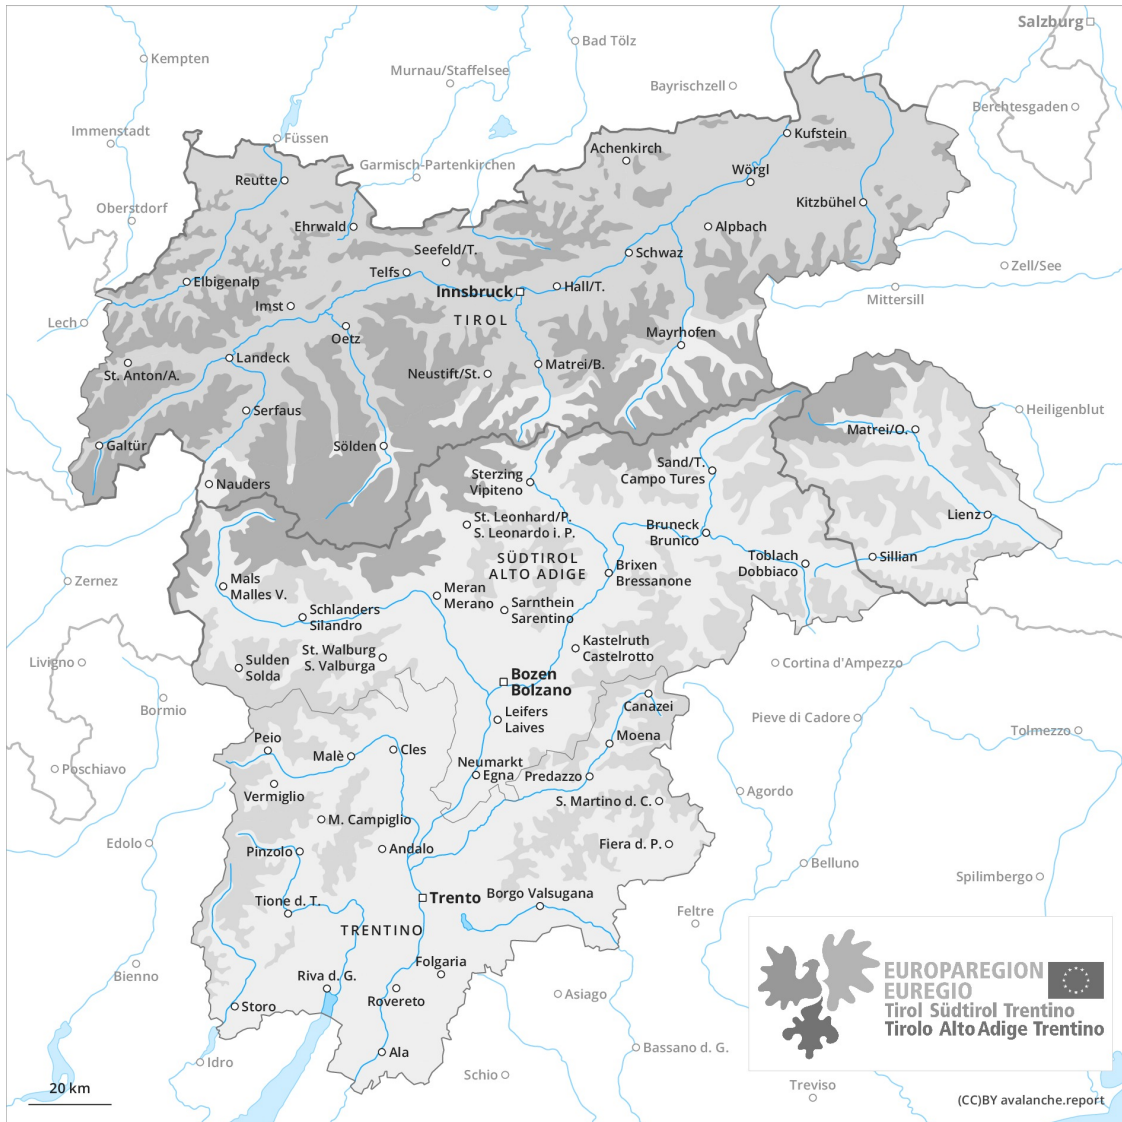 Salzburg
Bad Tölz
Kempten
Murnau/Staffelsee
Bayrischzell
Berchtesgaden
Immenstadt
Füssen
Kufstein
Achenkirch
Garmisch-Partenkirchen
Wörgl
Reutte
Oberstdorf
Kitzbühel
Ehrwald
Alpbach
Seefeld/T.
Schwaz
Zell/See
Telfs
Elbigenalp
Hall/T.
Innsbruck
Mittersill
Imst
TIROL
Lech
Mayrhofen
Oetz
Landeck
Matrei/B.
St. Anton/A.
Neustift/St.
Serfaus
Heiligenblut
Matrei/O.
Galtür
Sölden
Sand/T.
Campo Tures
Sterzing
Vipiteno
Nauders
St. Leonhard/P.
S. Leonardo i. P.
Lienz
Bruneck
Brunico
SÜDTIROL
ALTO ADIGE
Toblach
Dobbiaco
Sillian
Brixen
Bressanone
Zernez
Mals
Malles V.
Meran
Merano
Sarnthein
Sarentino
Schlanders
Silandro
Kastelruth
Castelrotto
St. Walburg
S. Valburga
Livigno
Sulden
Solda
Cortina d'Ampezzo
Bozen
Bolzano
Canazei
Bormio
Leifers
Laives
Pieve di Cadore
Tolmezzo
Moena
Peio
Cles
Malè
Neumarkt
Egna
Predazzo
Poschiavo
Vermiglio
Agordo
S. Martino d. C.
M. Campiglio
Edolo
Fiera d. P.
Pinzolo
Andalo
Belluno
Spilimbergo
Borgo Valsugana
Trento
Tione d. T.
Feltre
TRENTINO
Folgaria
EUROPAREGION
EUREGIO
Tirol Südtirol Trentino
Tirolo Alto Adige Trentino
Bienno
Riva d. G.
Rovereto
Asiago
Storo
Bassano d. G.
Ala
Idro
Schio
Treviso
20 km
(CC)BY avalanche.report